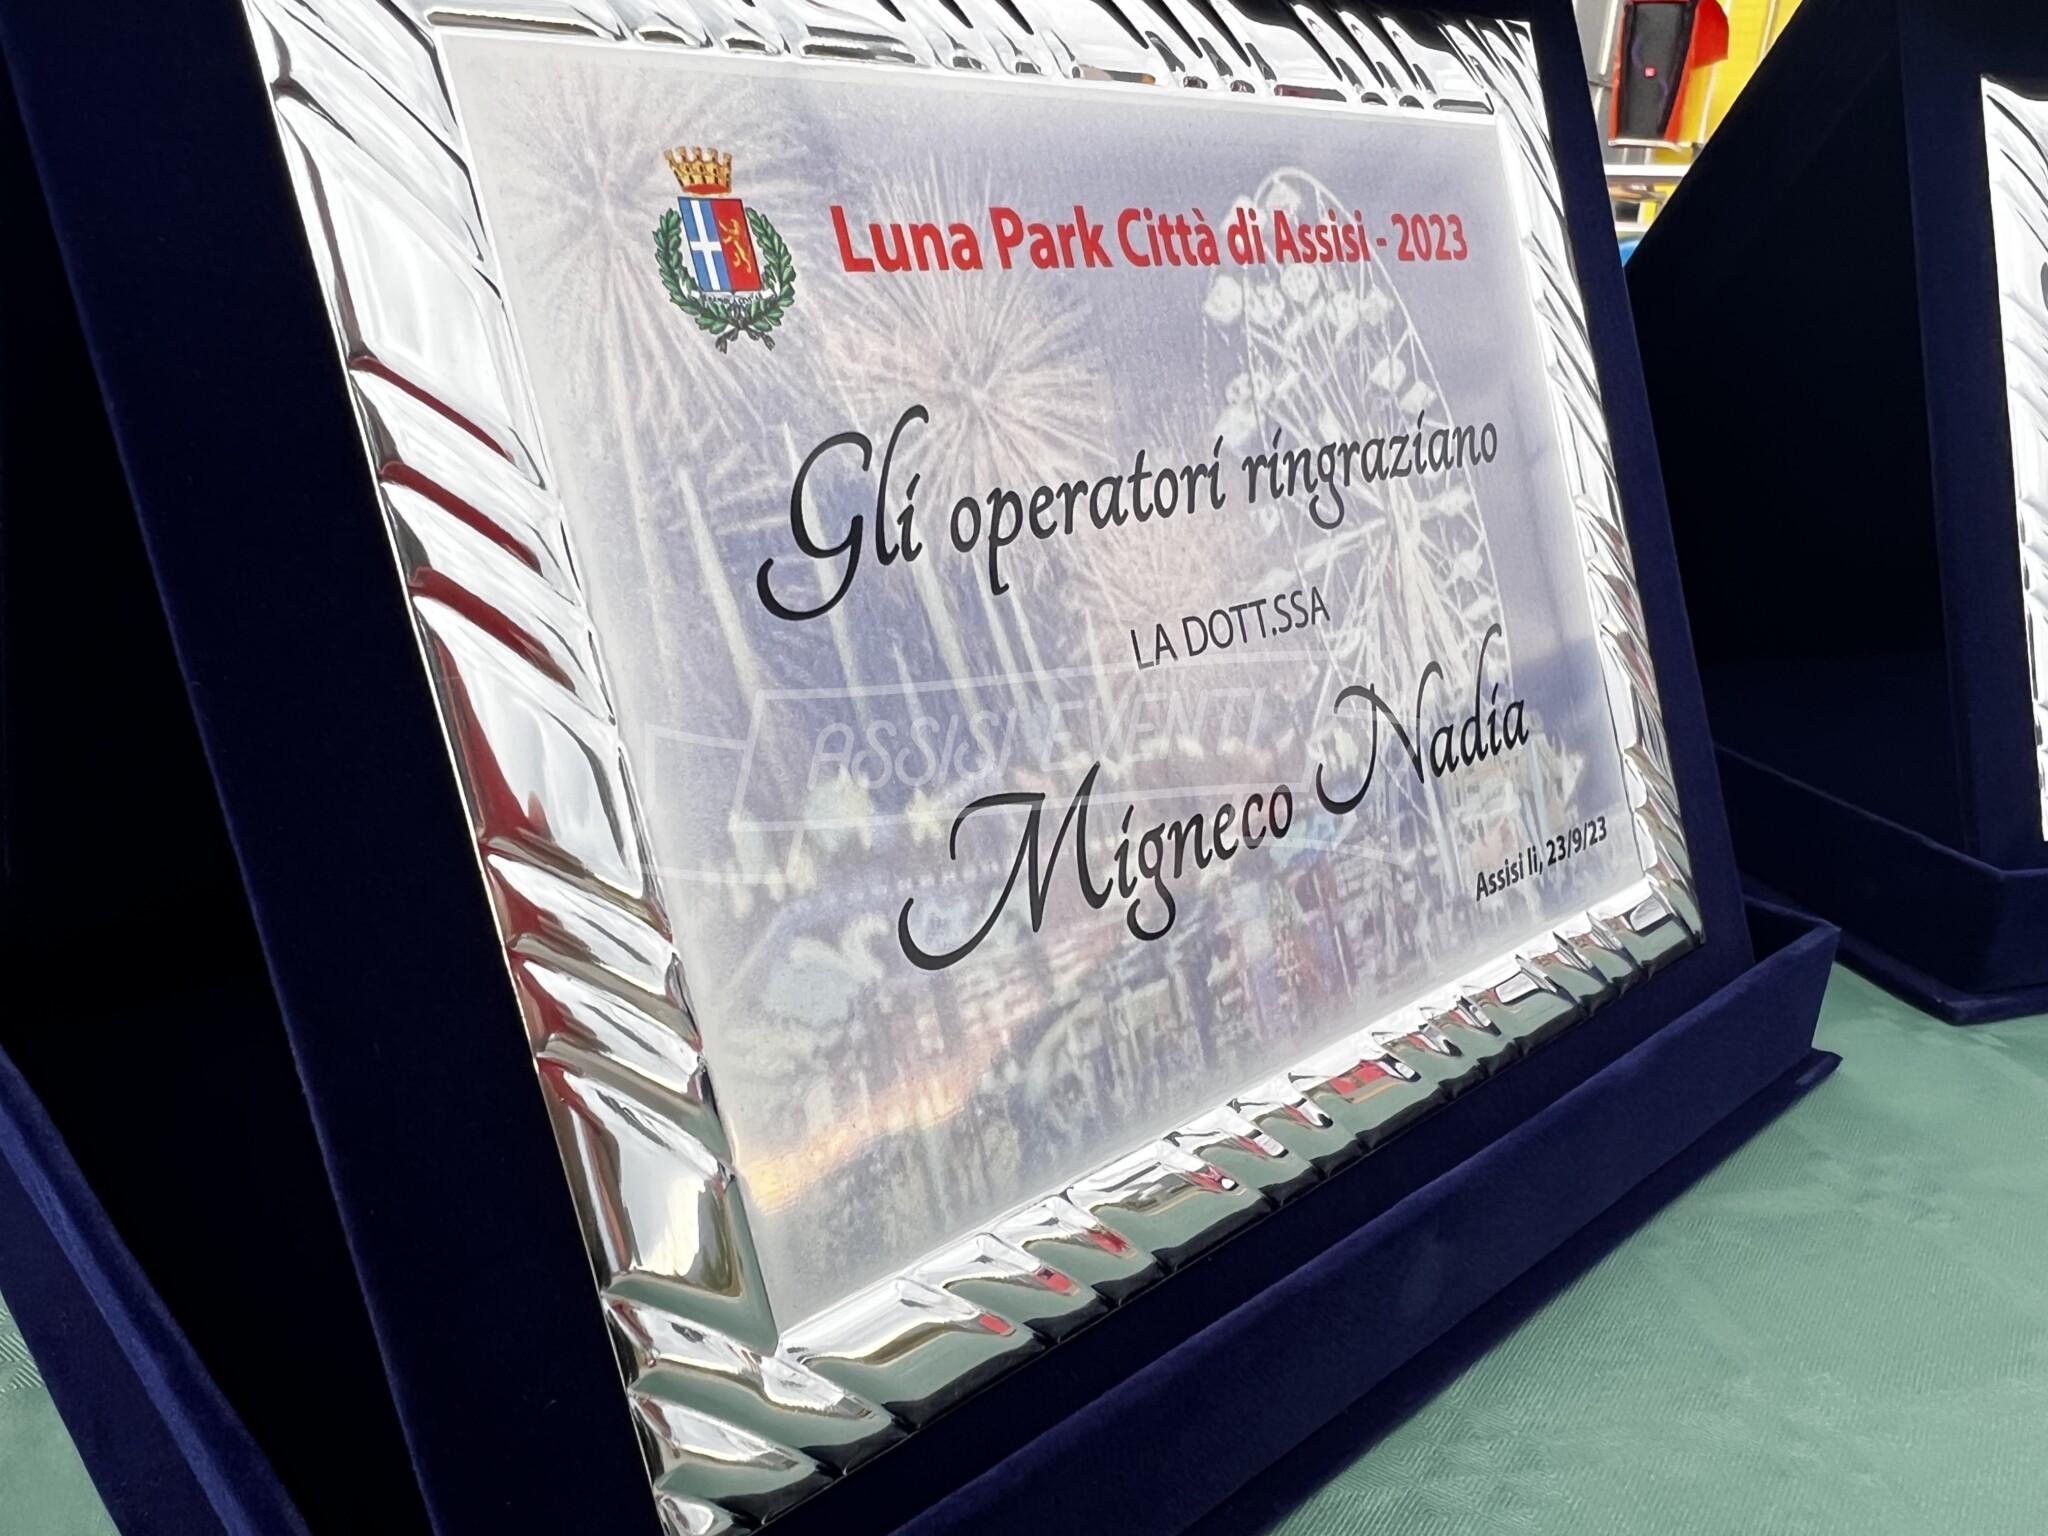 Luna Park Città di Assisi - 2023
Gli operatori ringraziano
LA DOTT.SSA
ASSISI EVENTI
Migneco Nadia
Assisi li, 23/9/23